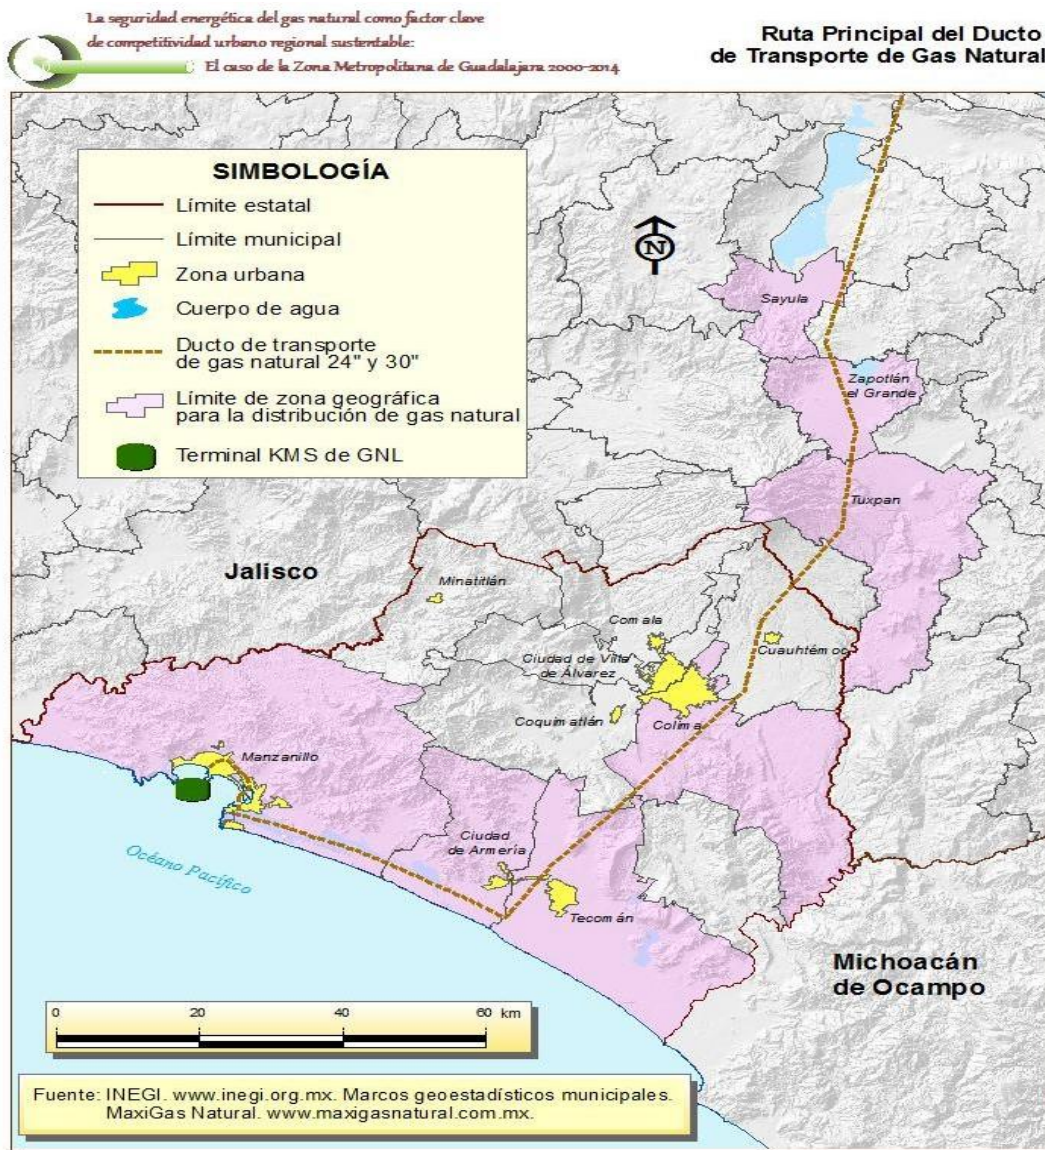 La seguridad energética del gas natural como factor clave
de competitividad urbano regional sustentable:
El caso de la Zona Metropolitana de Guadalajara 2000-2014
Ruta Principal del Ducto
de Transporte de Gas Natural
SIMBOLOGÍA
Límite estatal
Límite municipal
Zona urbana
Cuerpo de agua
Ducto de transporte
de gas natural 24" y 30"
Límite de zona geográfica
para la distribución de gas natural
Terminal KMS de GNL
N
Sayula
Zapotlán
el Grande
Tuxpan
Jalisco
Minatitlán
Comala
Cuauhtémoc
Ciudad de Villa
de Álvarez
Coquimatlán
Colima
Manzanillo
Ciudad
de Armería
Océano Pacífico
Tecomán
Michoacán
de Ocampo
0 20 40 60 km
Fuente: INEGI. www.inegi.org.mx. Marcos geoestadísticos municipales.
MaxiGas Natural. www.maxigasnatural.com.mx.